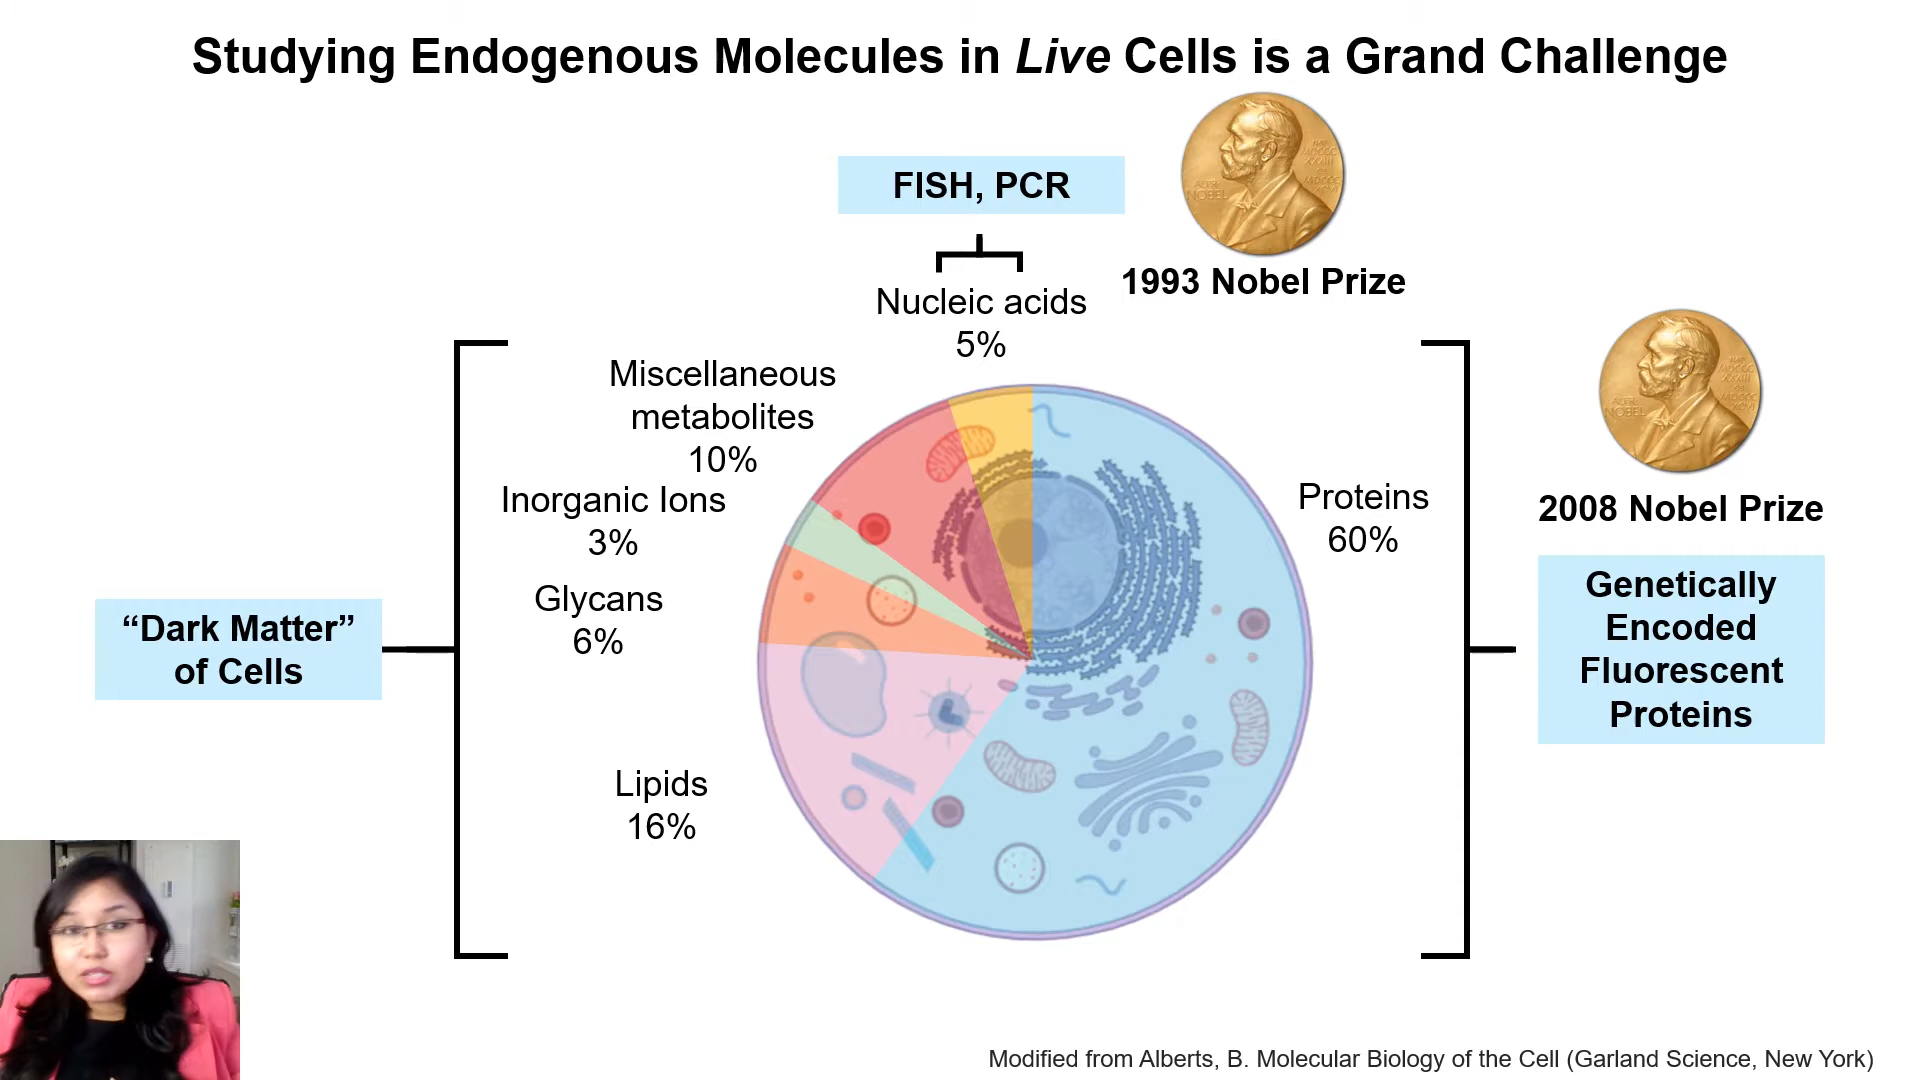 Studying Endogenous Molecules in Live Cells is a Grand Challenge
FISH, PCR
1993 Nobel Prize
Nucleic acids
5%
Miscellaneous
metabolites
10%
Inorganic Ions
3%
Glycans
6%
Lipids
16%
"Dark Matter"
of Cells
Proteins
60%
2008 Nobel Prize
Genetically
Encoded
Fluorescent
Proteins
Modified from Alberts, B. Molecular Biology of the Cell (Garland Science, New York)